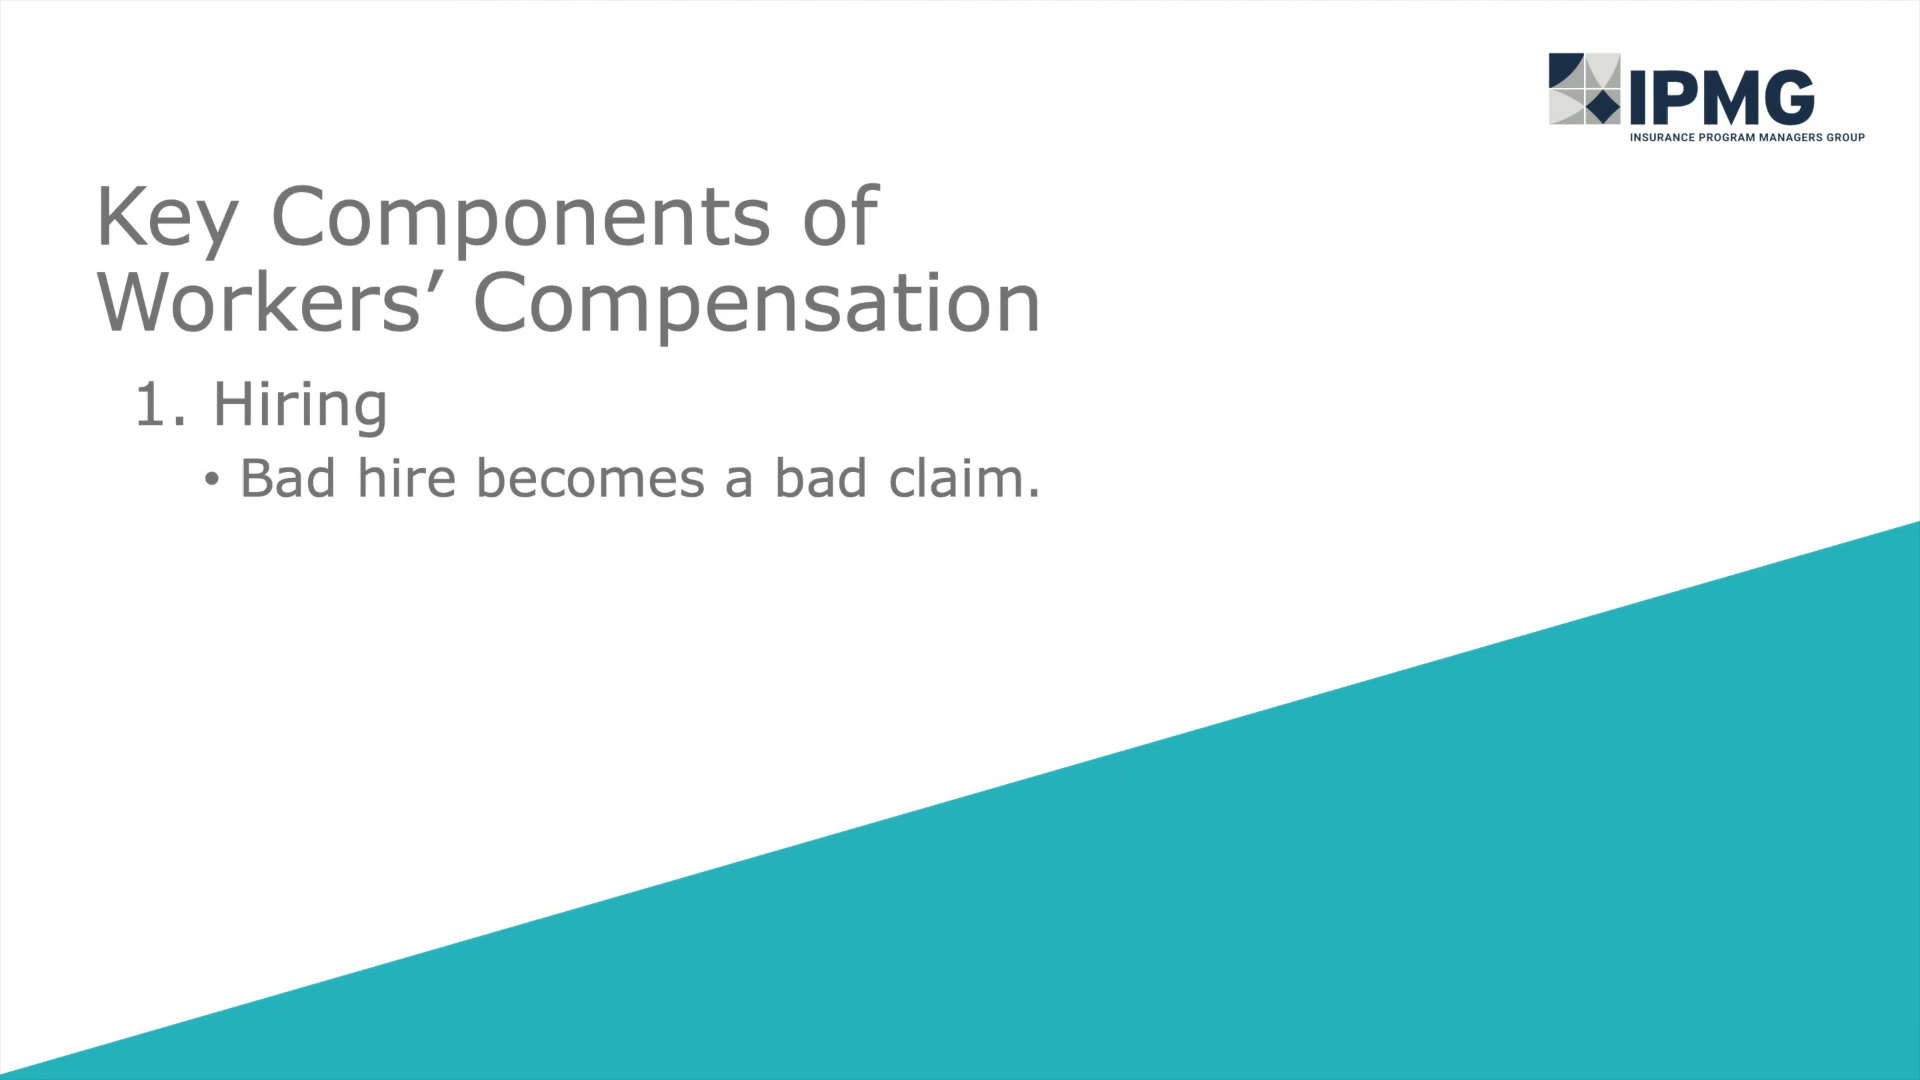 IPMG
INSURANCE PROGRAM MANAGERS GROUP
Key Components of
Workers’ Compensation
1. Hiring
• Bad hire becomes a bad claim.